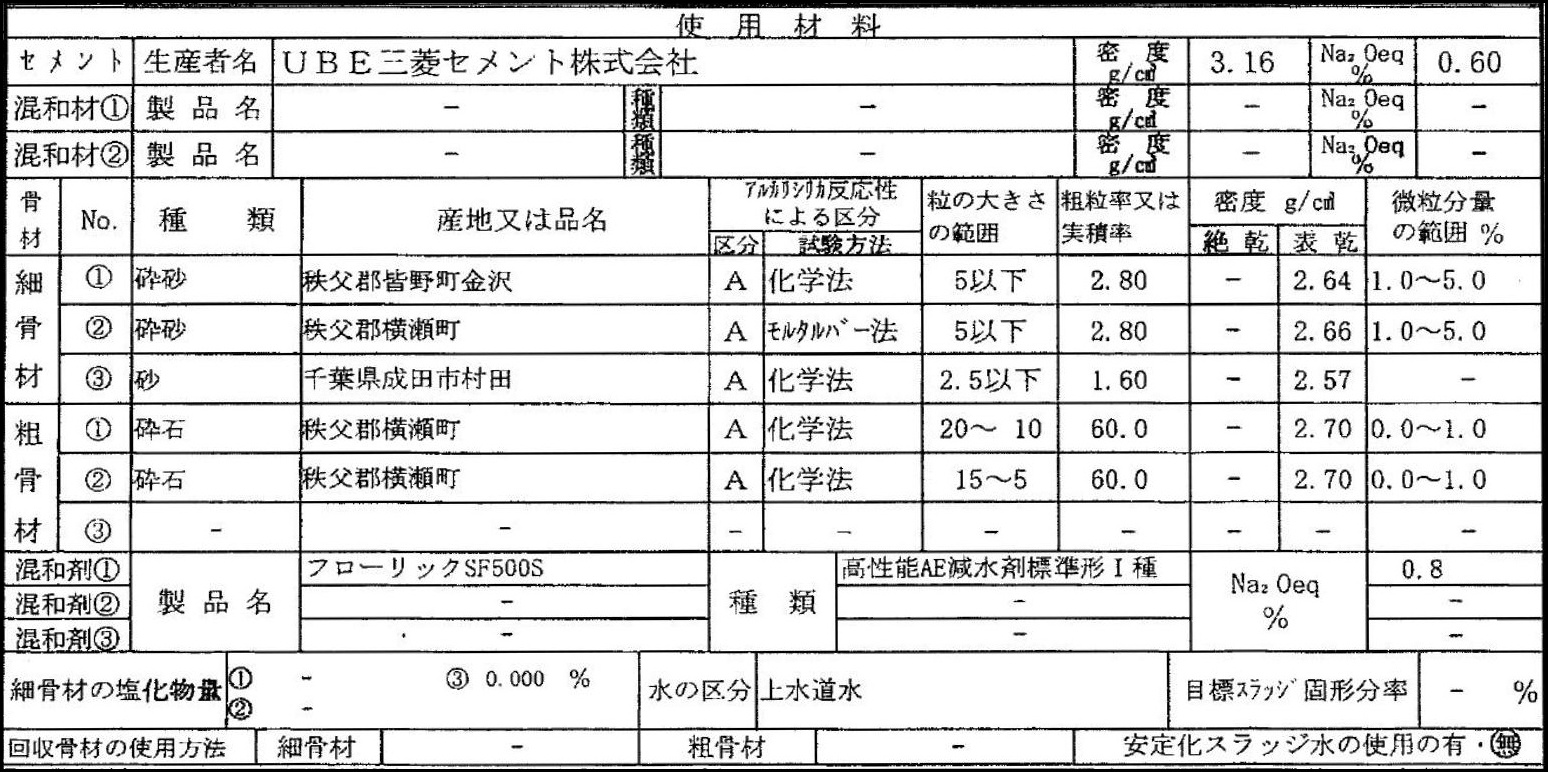 使用材料
セメント 生産者名 UBE三菱セメント株式会社 密度 g/c㎥ 3.16 Na₂Oeq % 0.60
混和材① 製品名 - 種類 - 密度 g/c㎥ - Na₂Oeq % -
混和材② 製品名 - 種類 - 密度 g/c㎥ - Na₂Oeq % -
骨材 No. 種類 産地又は品名 アルカリシリカ反応性による区分 区分 試験方法 粒の大きさの範囲 粗粒率又は実積率 密度 g/c㎥ 絶乾 表乾 微粒分量の範囲 %
細骨材 ① 砕砂 秩父郡皆野町金沢 A 化学法 5以下 2.80 - 2.64 1.0～5.0
② 砕砂 秩父郡横瀬町 A モルタルバー法 5以下 2.80 - 2.66 1.0～5.0
③ 砂 千葉県成田市村田 A 化学法 2.5以下 1.60 - 2.57 -
粗骨材 ① 砕石 秩父郡横瀬町 A 化学法 20～10 60.0 - 2.70 0.0～1.0
② 砕石 秩父郡横瀬町 A 化学法 15～5 60.0 - 2.70 0.0～1.0
③ - - - - - - - - -
混和剤① 製品名 フローリックSF500S 種類 高性能AE減水剤標準形Ⅰ種 Na₂Oeq % 0.8
混和剤② - - -
混和剤③ - - -
細骨材の塩化物量 ① - ③ 0.000 % ② - 水の区分 上水道水 目標スラッジ固形分率 - %
回収骨材の使用方法 細骨材 - 粗骨材 - 安定化スラッジ水の使用の有・無